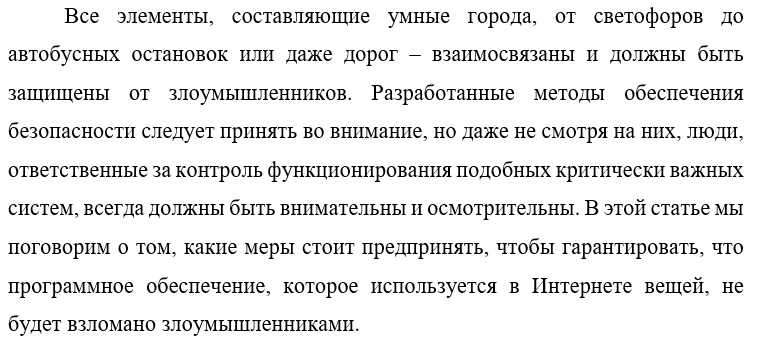 Все элементы, составляющие умные города, от светофоров до
автобусных остановок или даже дорог – взаимосвязаны и должны быть
защищены от злоумышленников. Разработанные методы обеспечения
безопасности следует принять во внимание, но даже не смотря на них, люди,
ответственные за контроль функционирования подобных критически важных
систем, всегда должны быть внимательны и осмотрительны. В этой статье мы
поговорим о том, какие меры стоит предпринять, чтобы гарантировать, что
программное обеспечение, которое используется в Интернете вещей, не
будет взломано злоумышленниками.